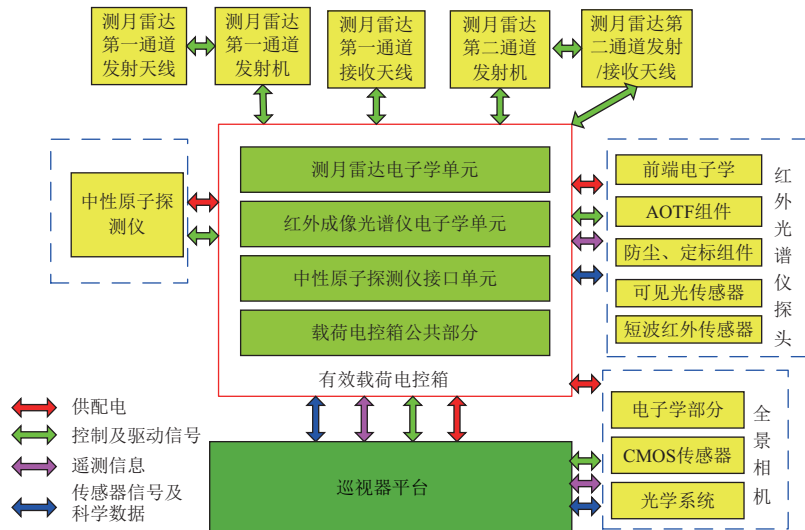 测月雷达
第一通道
发射天线
测月雷达
第一通道
发射机
测月雷达
第一通道
接收天线
测月雷达
第二通道
发射机
测月雷达第
二通道发射
/接收天线
中性原子探
测仪
测月雷达电子学单元
红外成像光谱仪电子学单元
中性原子探测仪接口单元
载荷电控箱公共部分
有效载荷电控箱
前端电子学
AOTF组件
防尘、定标组件
可见光传感器
短波红外传感器
红外光谱仪探头
供配电
控制及驱动信号
遥测信息
传感器信号及
科学数据
巡视器平台
电子学部分
CMOS传感器
光学系统
全景相机